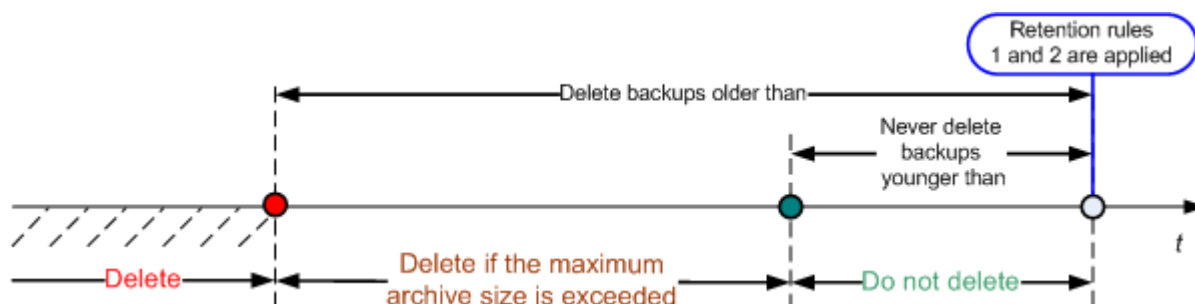 Retention rules
1 and 2 are applied
Delete backups older than
Never delete
backups
younger than
t
Delete
Delete if the maximum
archive size is exceeded
Do not delete